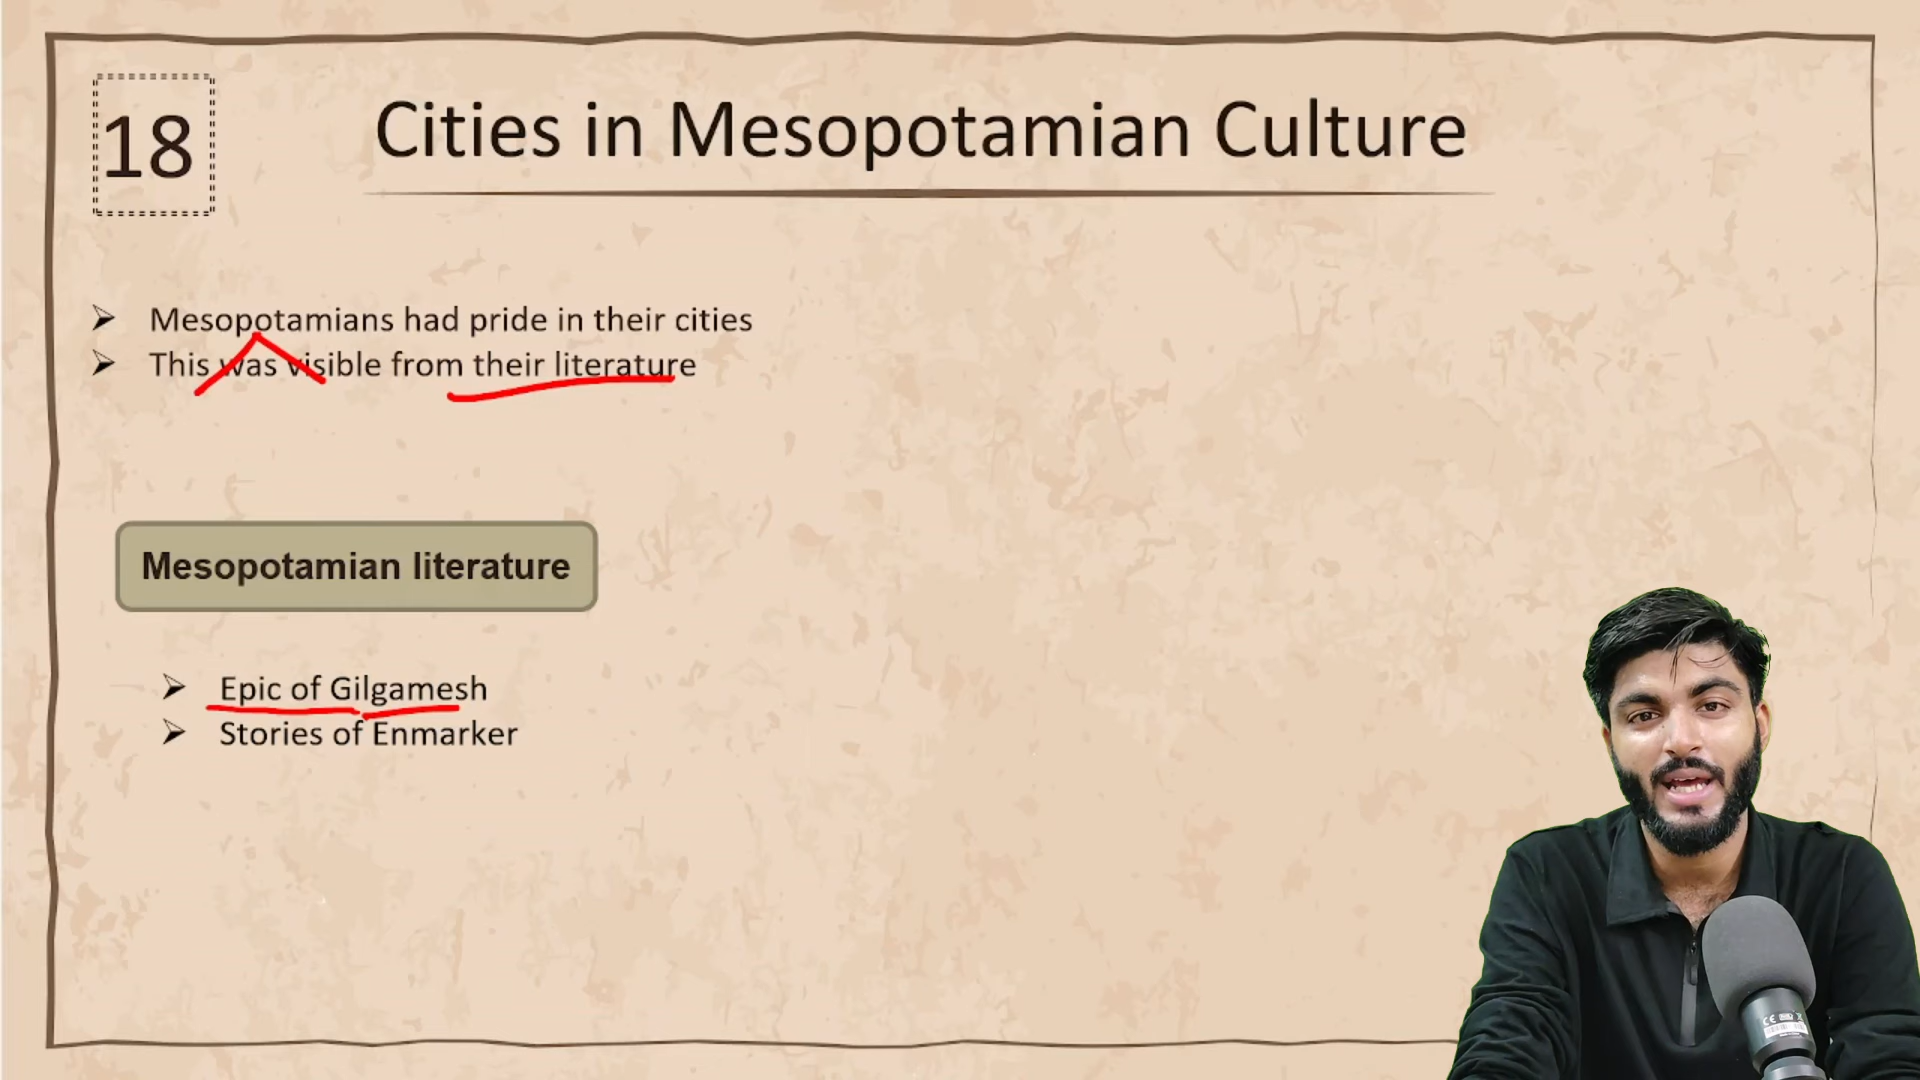 18
Cities in Mesopotamian Culture
Mesopotamians had pride in their cities
This was visible from their literature
Mesopotamian literature
Epic of Gilgamesh
Stories of Enmarker